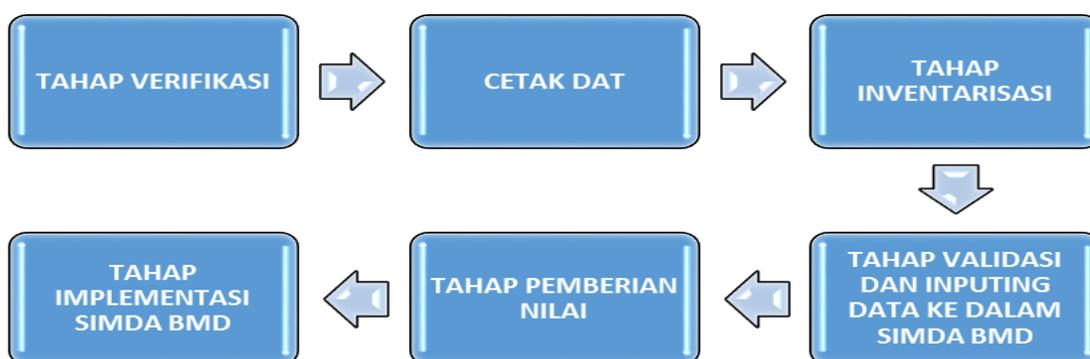 TAHAP VERIFIKASI
CETAK DAT
TAHAP
INVENTARISASI
TAHAP VALIDASI
DAN INPUTING
DATA KE DALAM
SIMDA BMD
TAHAP PEMBERIAN
NILAI
TAHAP
IMPLEMENTASI
SIMDA BMD